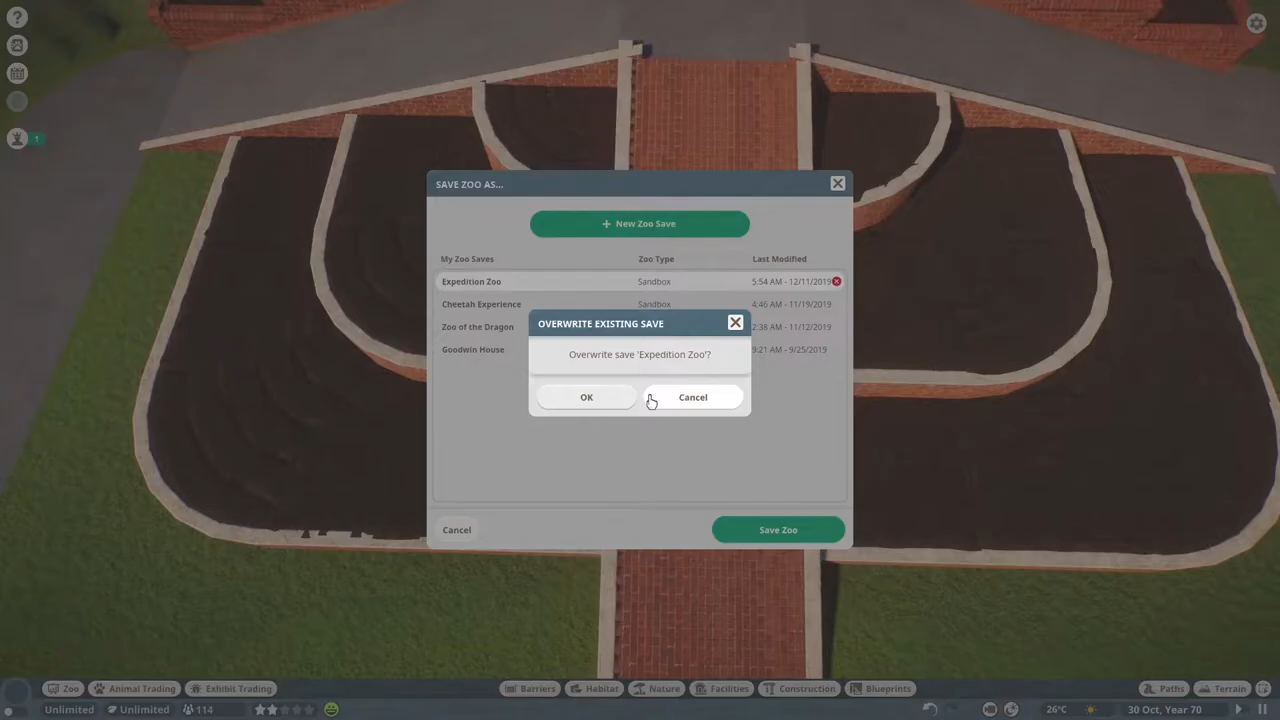 ?
1
SAVE ZOO AS...
+ New Zoo Save
My Zoo Saves Zoo Type Last Modified
Expedition Zoo Sandbox 5:54 AM - 12/11/2019
Cheetah Experience Sandbox 4:46 AM - 11/19/2019
Zoo of the Dragon 2:38 AM - 11/12/2019
Goodwin House 9:21 AM - 9/25/2019
OVERWRITE EXISTING SAVE
Overwrite save 'Expedition Zoo'?
OK Cancel
Cancel Save Zoo
Zoo Animal Trading Exhibit Trading Barriers Habitat Nature Facilities Construction Blueprints Paths Terrain
Unlimited Unlimited 114 26°C 30 Oct, Year 70